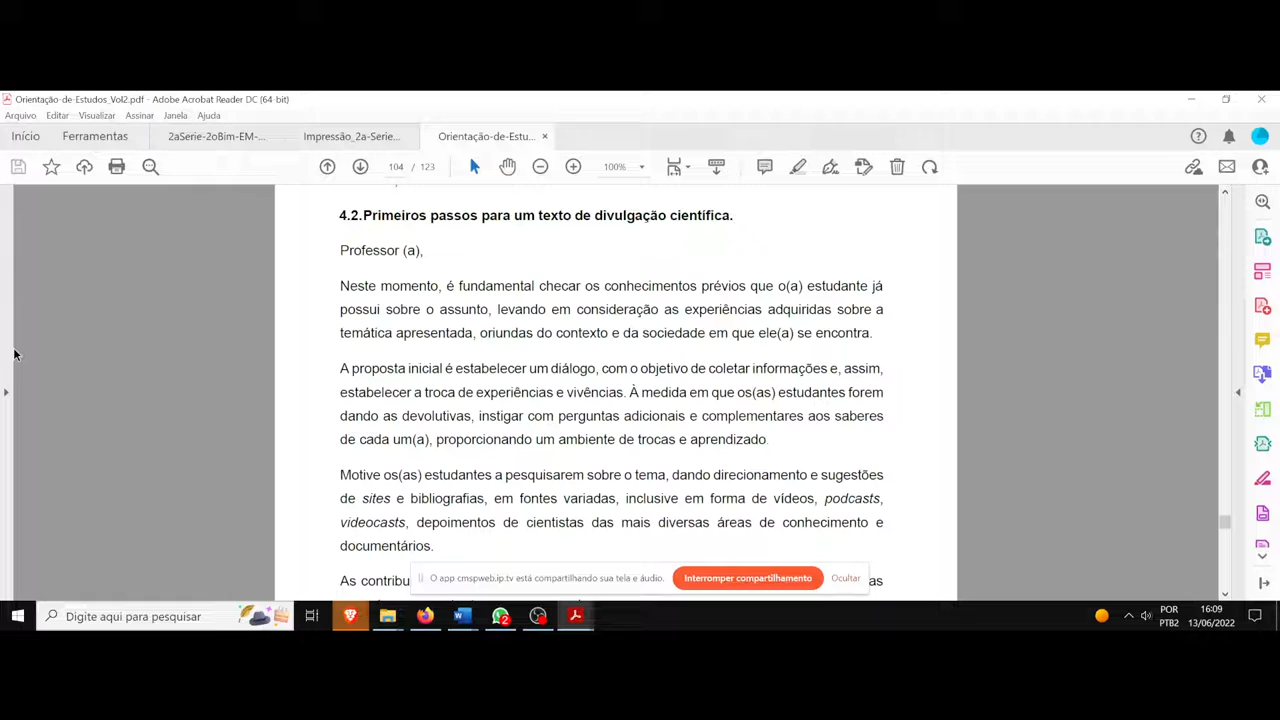 Orientação-de-Estudos_Vol2.pdf - Adobe Acrobat Reader DC (64-bit)
Arquivo Editar Visualizar Assinar Janela Ajuda
Início Ferramentas 2aSerie-2oBim-EM-... Impressão_2a-Serie... Orientação-de-Estu... ×
104 / 123 100%
4.2.Primeiros passos para um texto de divulgação científica.
Professor (a),
Neste momento, é fundamental checar os conhecimentos prévios que o(a) estudante já
possui sobre o assunto, levando em consideração as experiências adquiridas sobre a
temática apresentada, oriundas do contexto e da sociedade em que ele(a) se encontra.
A proposta inicial é estabelecer um diálogo, com o objetivo de coletar informações e, assim,
estabelecer a troca de experiências e vivências. À medida em que os(as) estudantes forem
dando as devolutivas, instigar com perguntas adicionais e complementares aos saberes
de cada um(a), proporcionando um ambiente de trocas e aprendizado.
Motive os(as) estudantes a pesquisarem sobre o tema, dando direcionamento e sugestões
de sites e bibliografias, em fontes variadas, inclusive em forma de vídeos, podcasts,
videocasts, depoimentos de cientistas das mais diversas áreas de conhecimento e
documentários.
As contribu as
O app cmspweb.ip.tv está compartilhando sua tela e áudio. Interromper compartilhamento Ocultar
Digite aqui para pesquisar
2
POR 16:09
PTB2 13/06/2022